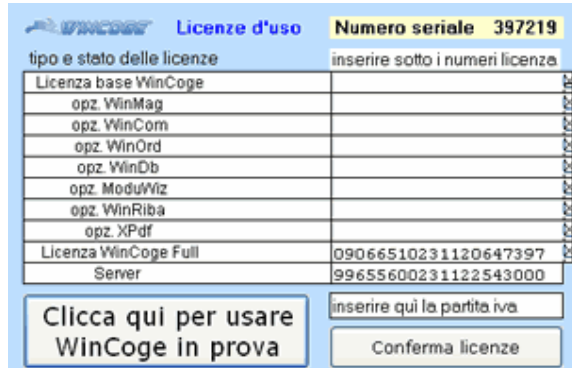 WINCOGE Licenze d'uso Numero seriale 397219
tipo e stato delle licenze inserire sotto i numeri licenza
Licenza base WinCoge
opz. WinMag
opz. WinCom
opz. WinOrd
opz. WinDb
opz. ModuWiz
opz. WinRiba
opz. XPdf
Licenza WinCoge Full 09066510231120647397
Server 99655600231122543000
inserire quì la partita iva
Clicca qui per usare
WinCoge in prova
Conferma licenze